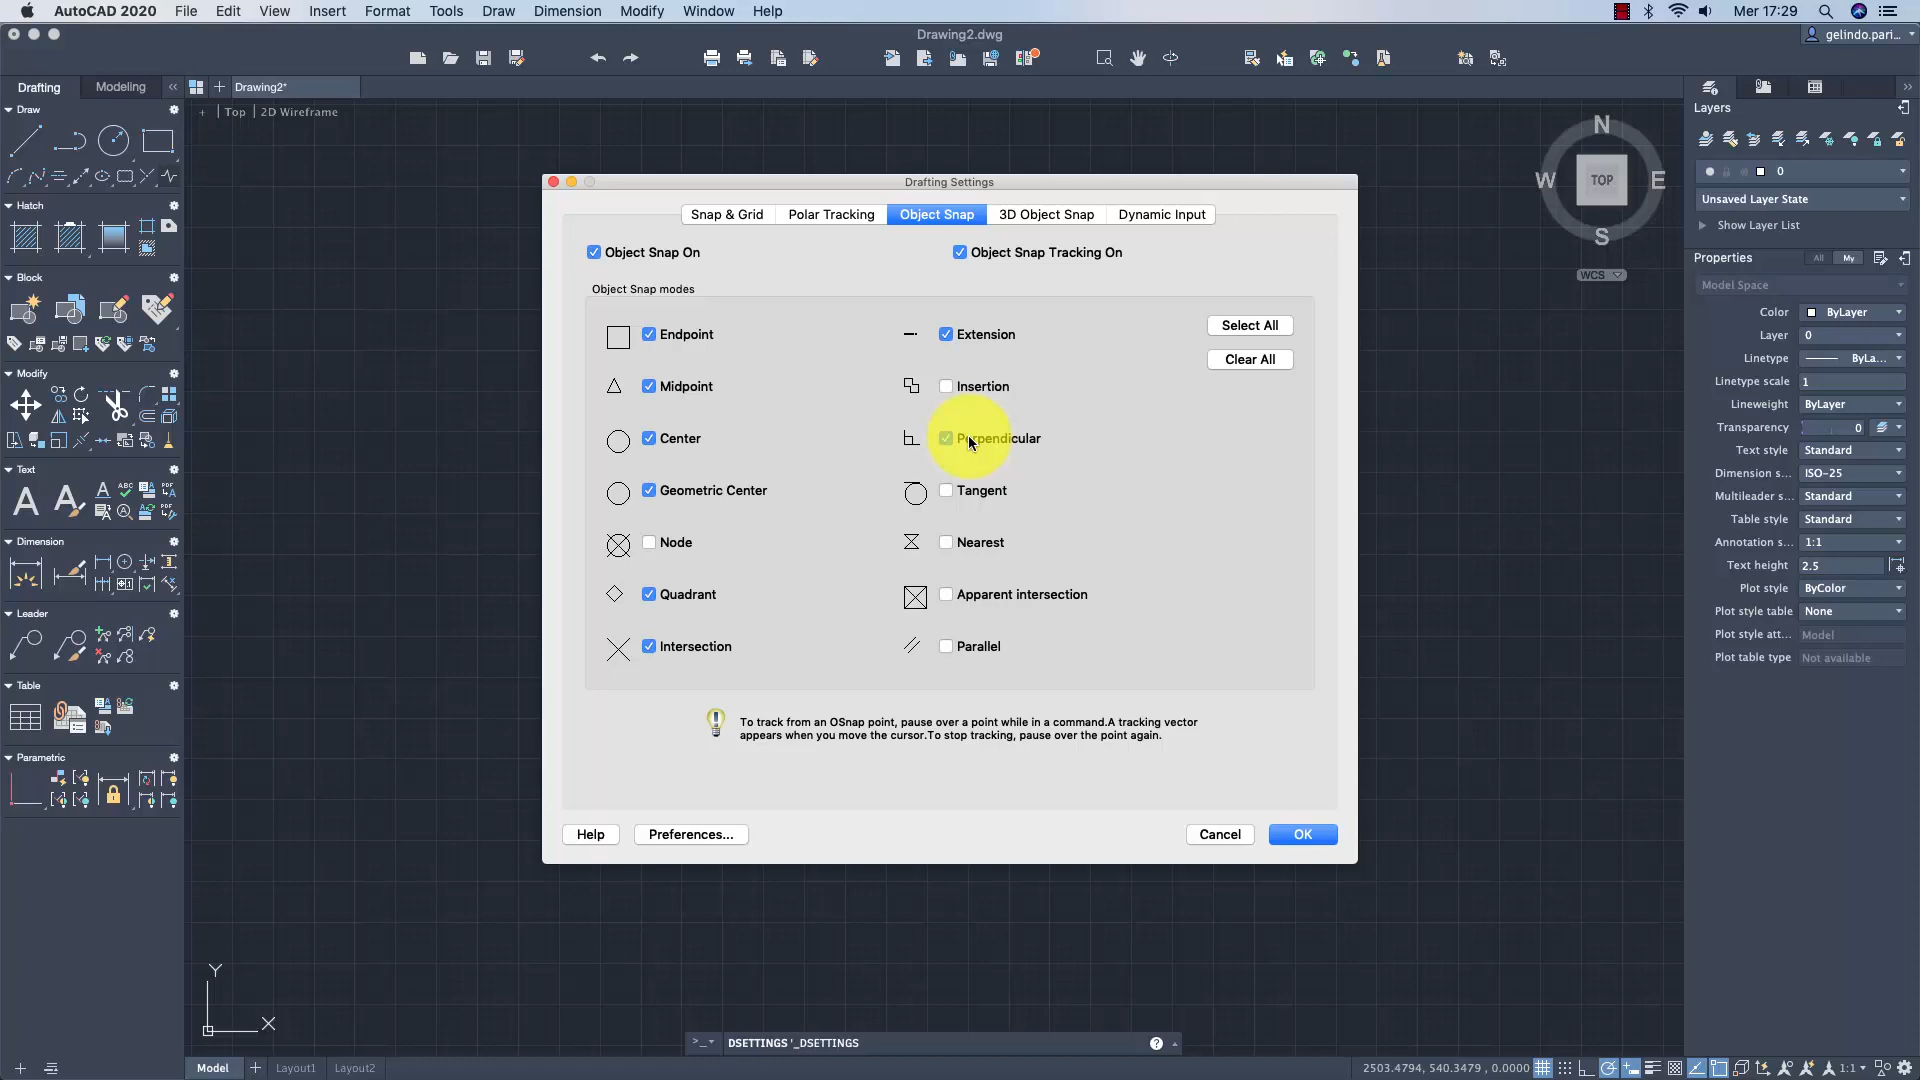 AutoCAD 2020 File Edit View Insert Format Tools Draw Dimension Modify Window Help Mer 17:29
Drawing2.dwg
gelindo.pari...
Drafting Modeling Drawing2*
+ Top 2D Wireframe
Draw
Hatch
Block
Modify
Text
Dimension
Leader
Table
Parametric
Drafting Settings
Snap & Grid Polar Tracking Object Snap 3D Object Snap Dynamic Input
Object Snap On Object Snap Tracking On
Object Snap modes
Endpoint Extension Select All
Clear All
Midpoint Insertion
Center Perpendicular
Geometric Center Tangent
Node Nearest
Quadrant Apparent intersection
Intersection Parallel
To track from an OSnap point, pause over a point while in a command.A tracking vector
appears when you move the cursor.To stop tracking, pause over the point again.
Help Preferences... Cancel OK
N
W TOP E
S
WCS
Layers
0
Unsaved Layer State
Show Layer List
Properties All My
Model Space
Color ByLayer
Layer 0
Linetype ByLa...
Linetype scale 1
Lineweight ByLayer
Transparency 0
Text style Standard
Dimension s... ISO-25
Multileader s... Standard
Table style Standard
Annotation s... 1:1
Text height 2.5
Plot style ByColor
Plot style table None
Plot style att... Model
Plot table type Not available
Y
X
>_ DSETTINGS'_DSETTINGS
Model + Layout1 Layout2 2503.4794, 540.3479 , 0.0000 1:1